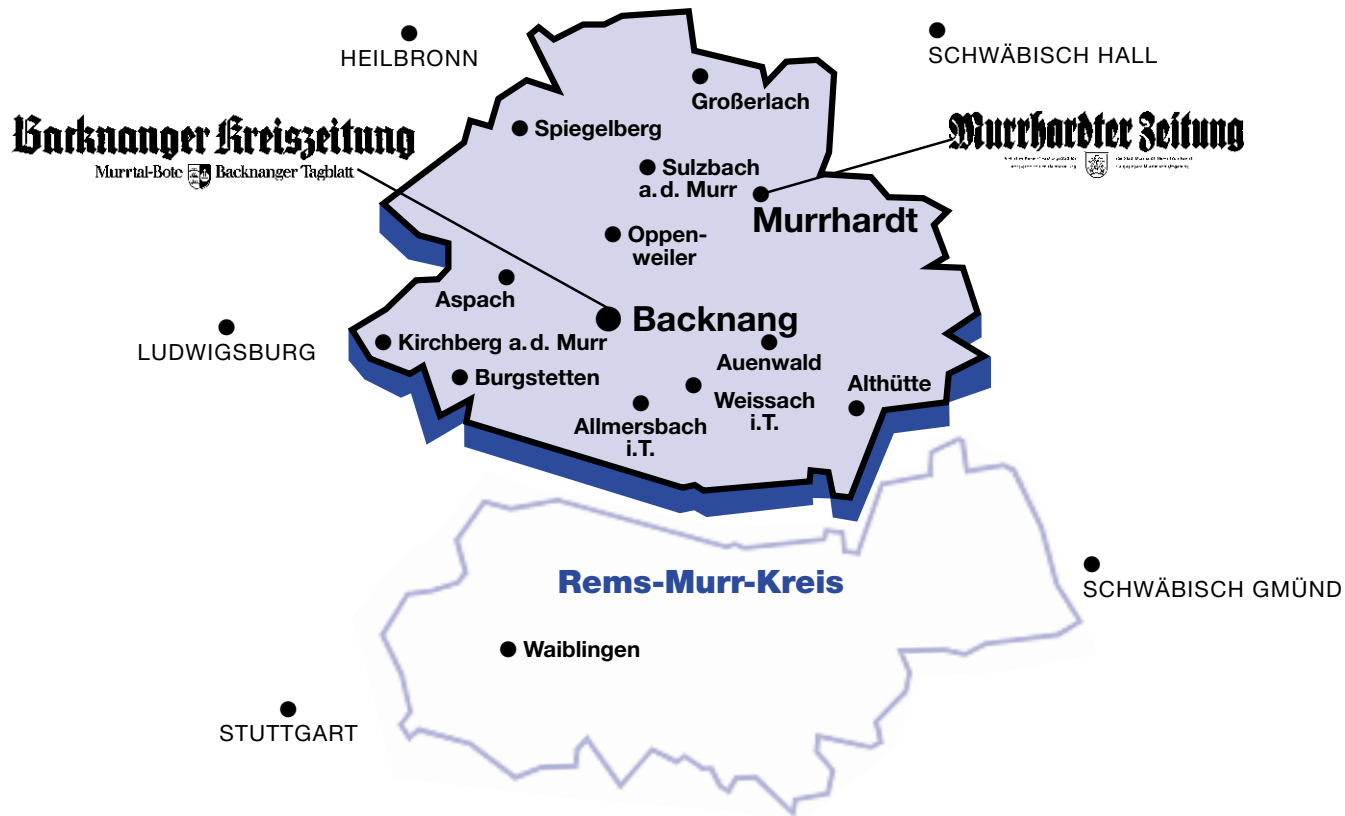 HEILBRONN
SCHWÄBISCH HALL
Großerlach
Backnanger Kreiszeitung
Murrtal-Bote Backnanger Tagblatt
Spiegelberg
Murrhardter Zeitung
Sulzbach
a. d. Murr
Murrhardt
Oppen-
weiler
Aspach
Backnang
LUDWIGSBURG
Kirchberg a. d. Murr
Auenwald
Burgstetten
Althütte
Weissach
i.T.
Allmersbach
i.T.
Rems-Murr-Kreis
SCHWÄBISCH GMÜND
Waiblingen
STUTTGART